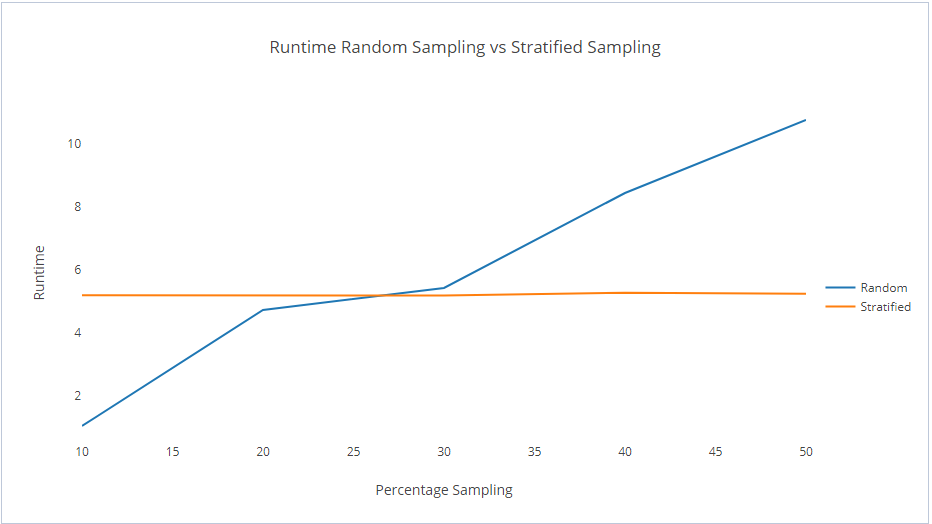 Runtime Random Sampling vs Stratified Sampling
10
8
6
4
2
Runtime
Random
Stratified
10 15 20 25 30 35 40 45 50
Percentage Sampling